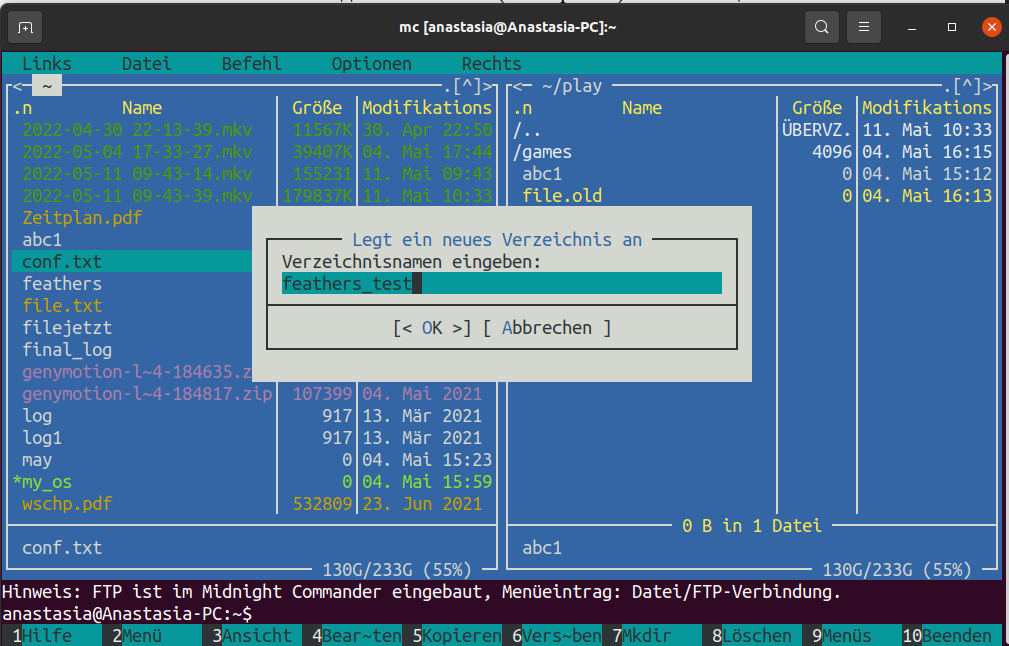 mc [anastasia@Anastasia-PC]:~
Links Datei Befehl Optionen Rechts
<─ ~ .[^]> <─ ~/play .[^]>
.n Name Größe Modifikations .n Name Größe Modifikations
2022-04-30 22-13-39.mkv 11567K 30. Apr 22:50 /.. ÜBERVZ. 11. Mai 10:33
2022-05-04 17-33-27.mkv 39407K 04. Mai 17:44 /games 4096 04. Mai 16:15
2022-05-11 09-43-14.mkv 155231 11. Mai 09:43 abc1 0 04. Mai 15:12
2022-05-11 09-43-39.mkv 179837K 11. Mai 10:33 file.old 0 04. Mai 16:13
Zeitplan.pdf
abc1 Legt ein neues Verzeichnis an
conf.txt Verzeichnisnamen eingeben:
feathers feathers_test
file.txt
filejetzt [< OK >] [ Abbrechen ]
final_log
genymotion-l~4-184635.z
genymotion-l~4-184817.zip 107399 04. Mai 2021
log 917 13. Mär 2021
log1 917 13. Mär 2021
may 0 04. Mai 15:23
*my_os 0 04. Mai 15:59
wschp.pdf 532809 23. Jun 2021
0 B in 1 Datei
conf.txt abc1
130G/233G (55%) 130G/233G (55%)
Hinweis: FTP ist im Midnight Commander eingebaut, Menüeintrag: Datei/FTP-Verbindung.
anastasia@Anastasia-PC:~$
1Hilfe 2Menü 3Ansicht 4Bear~ten 5Kopieren 6Vers~ben 7Mkdir 8Löschen 9Menüs 10Beenden